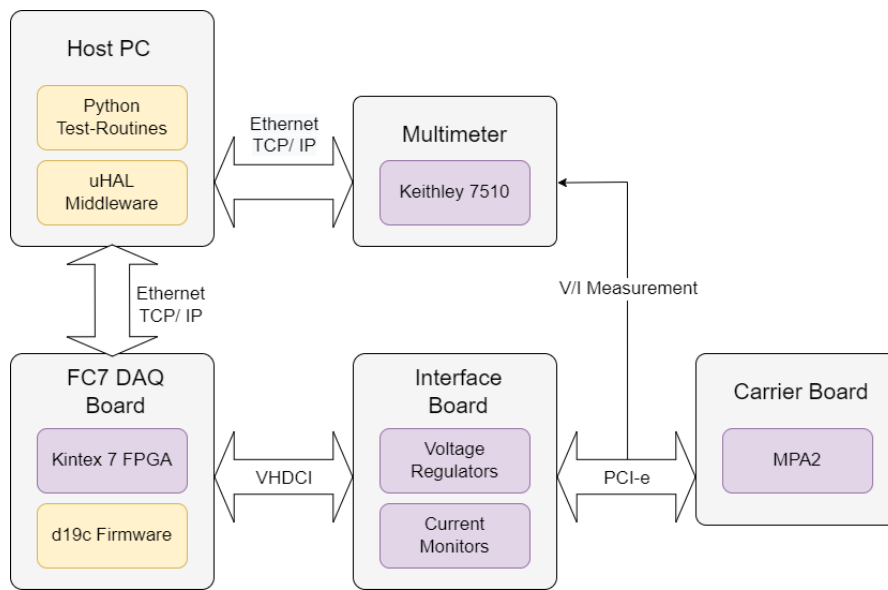 Host PC
Python
Test-Routines
uHAL
Middleware
Ethernet
TCP/ IP
Multimeter
Keithley 7510
Ethernet
TCP/ IP
V/I Measurement
FC7 DAQ
Board
Kintex 7 FPGA
d19c Firmware
VHDCI
Interface
Board
Voltage
Regulators
Current
Monitors
PCI-e
Carrier Board
MPA2